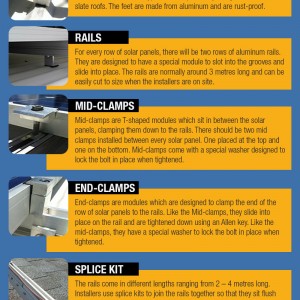 slate roofs. The feet are made from aluminum and are rust-proof.
RAILS
For every row of solar panels, there will be two rows of aluminum rails.
They are designed to have a special module to slot into the grooves and
slide into place. The rails are normally around 3 metres long and can be
easily cut to size when the installers are on site.
MID-CLAMPS
Mid-clamps are T-shaped modules which sit in between the solar
panels, clamping them down to the rails. There should be two mid
clamps installed between every solar panel. One placed at the top and
one on the bottom. Mid-clamps come with a special washer designed to
lock the bolt in place when tightened.
END-CLAMPS
End-clamps are modules which are designed to clamp the end of the
row of solar panels to the rails. Like the Mid-clamps, they slide into
place on the rail and are tightened down using an Allen key. Like the
mid-clamps, they have a special washer to lock the bolt in place when
tightened.
SPLICE KIT
The rails come in different lengths ranging from 2 – 4 metres long.
Installers use splice kits to join the rails together so that they sit flush